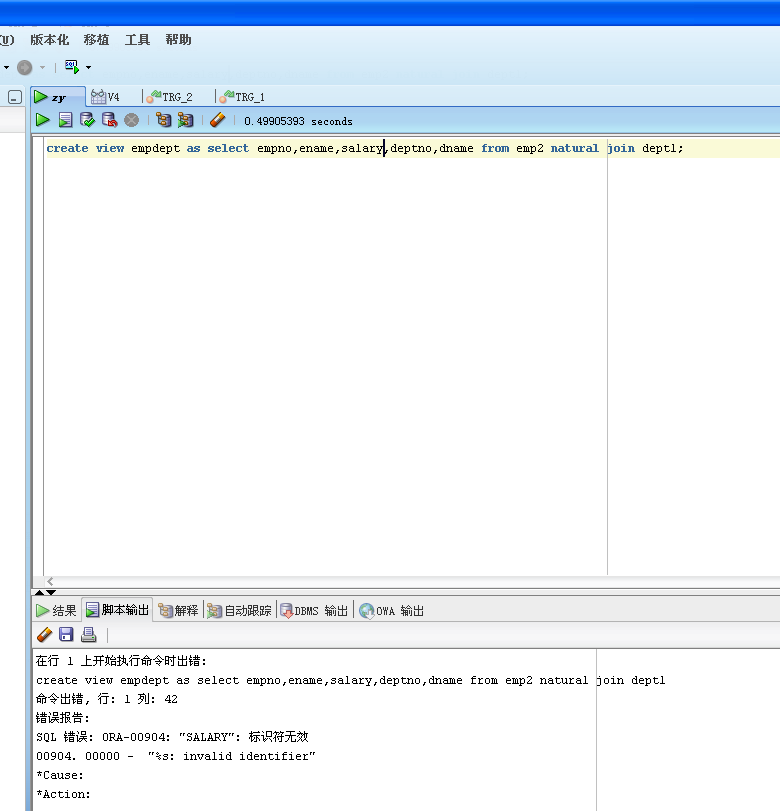 (U) 版本化 移植 工具 帮助
SQL
zy V4 TRG_2 TRG_1
0.49905393 seconds
create view empdept as select empno,ename,salary,deptno,dname from emp2 natural join dept1;
结果 脚本输出 解释 自动跟踪 DBMS 输出 OWA 输出
在行 1 上开始执行命令时出错:
create view empdept as select empno,ename,salary,deptno,dname from emp2 natural join dept1
命令出错, 行: 1 列: 42
错误报告:
SQL 错误: ORA-00904: "SALARY": 标识符无效
00904. 00000 -  "%s: invalid identifier"
*Cause:
*Action: